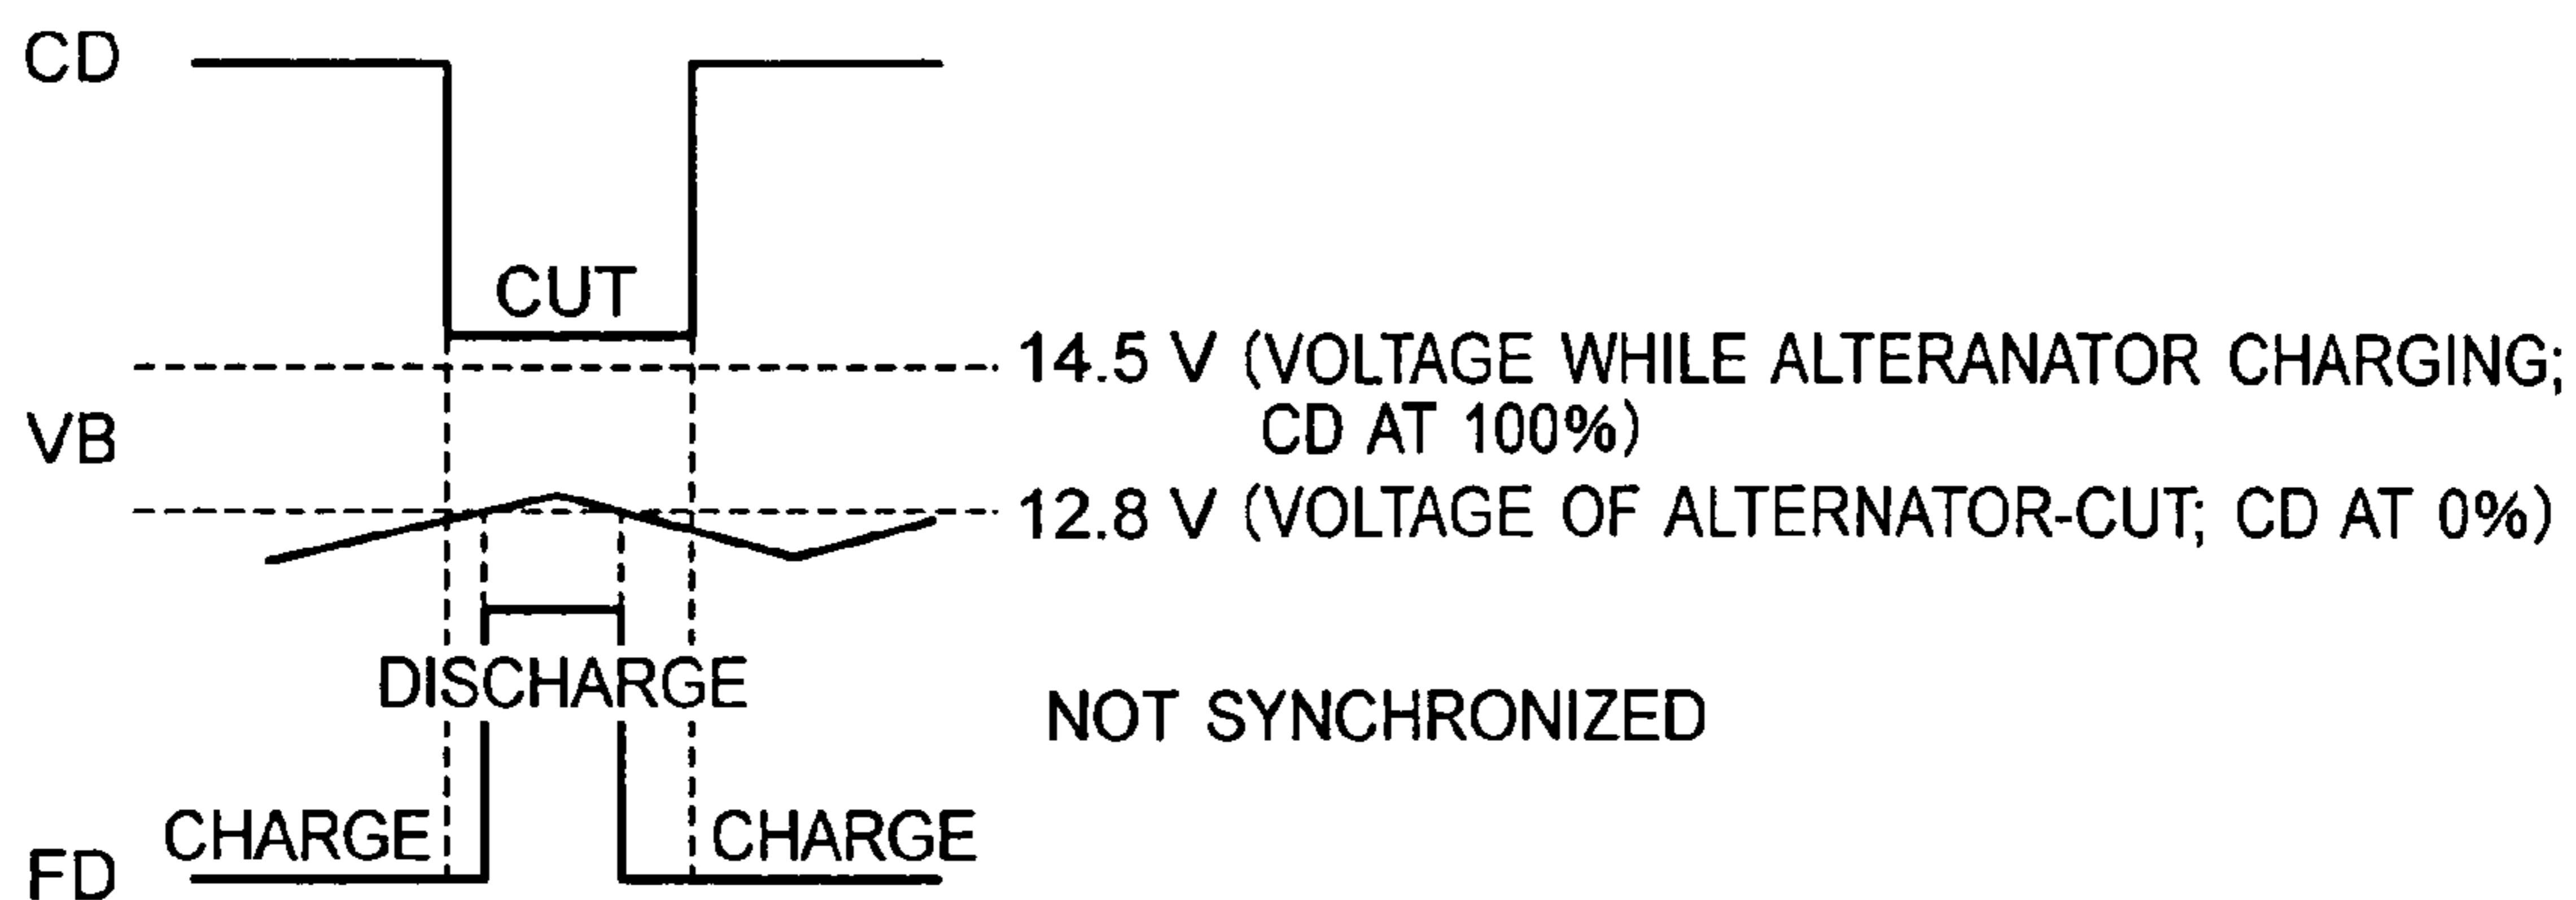 CD
CUT
14.5 V (VOLTAGE WHILE ALTERANATOR CHARGING;
CD AT 100%)
VB
12.8 V (VOLTAGE OF ALTERNATOR-CUT; CD AT 0%)
DISCHARGE
NOT SYNCHRONIZED
CHARGE
CHARGE
FD